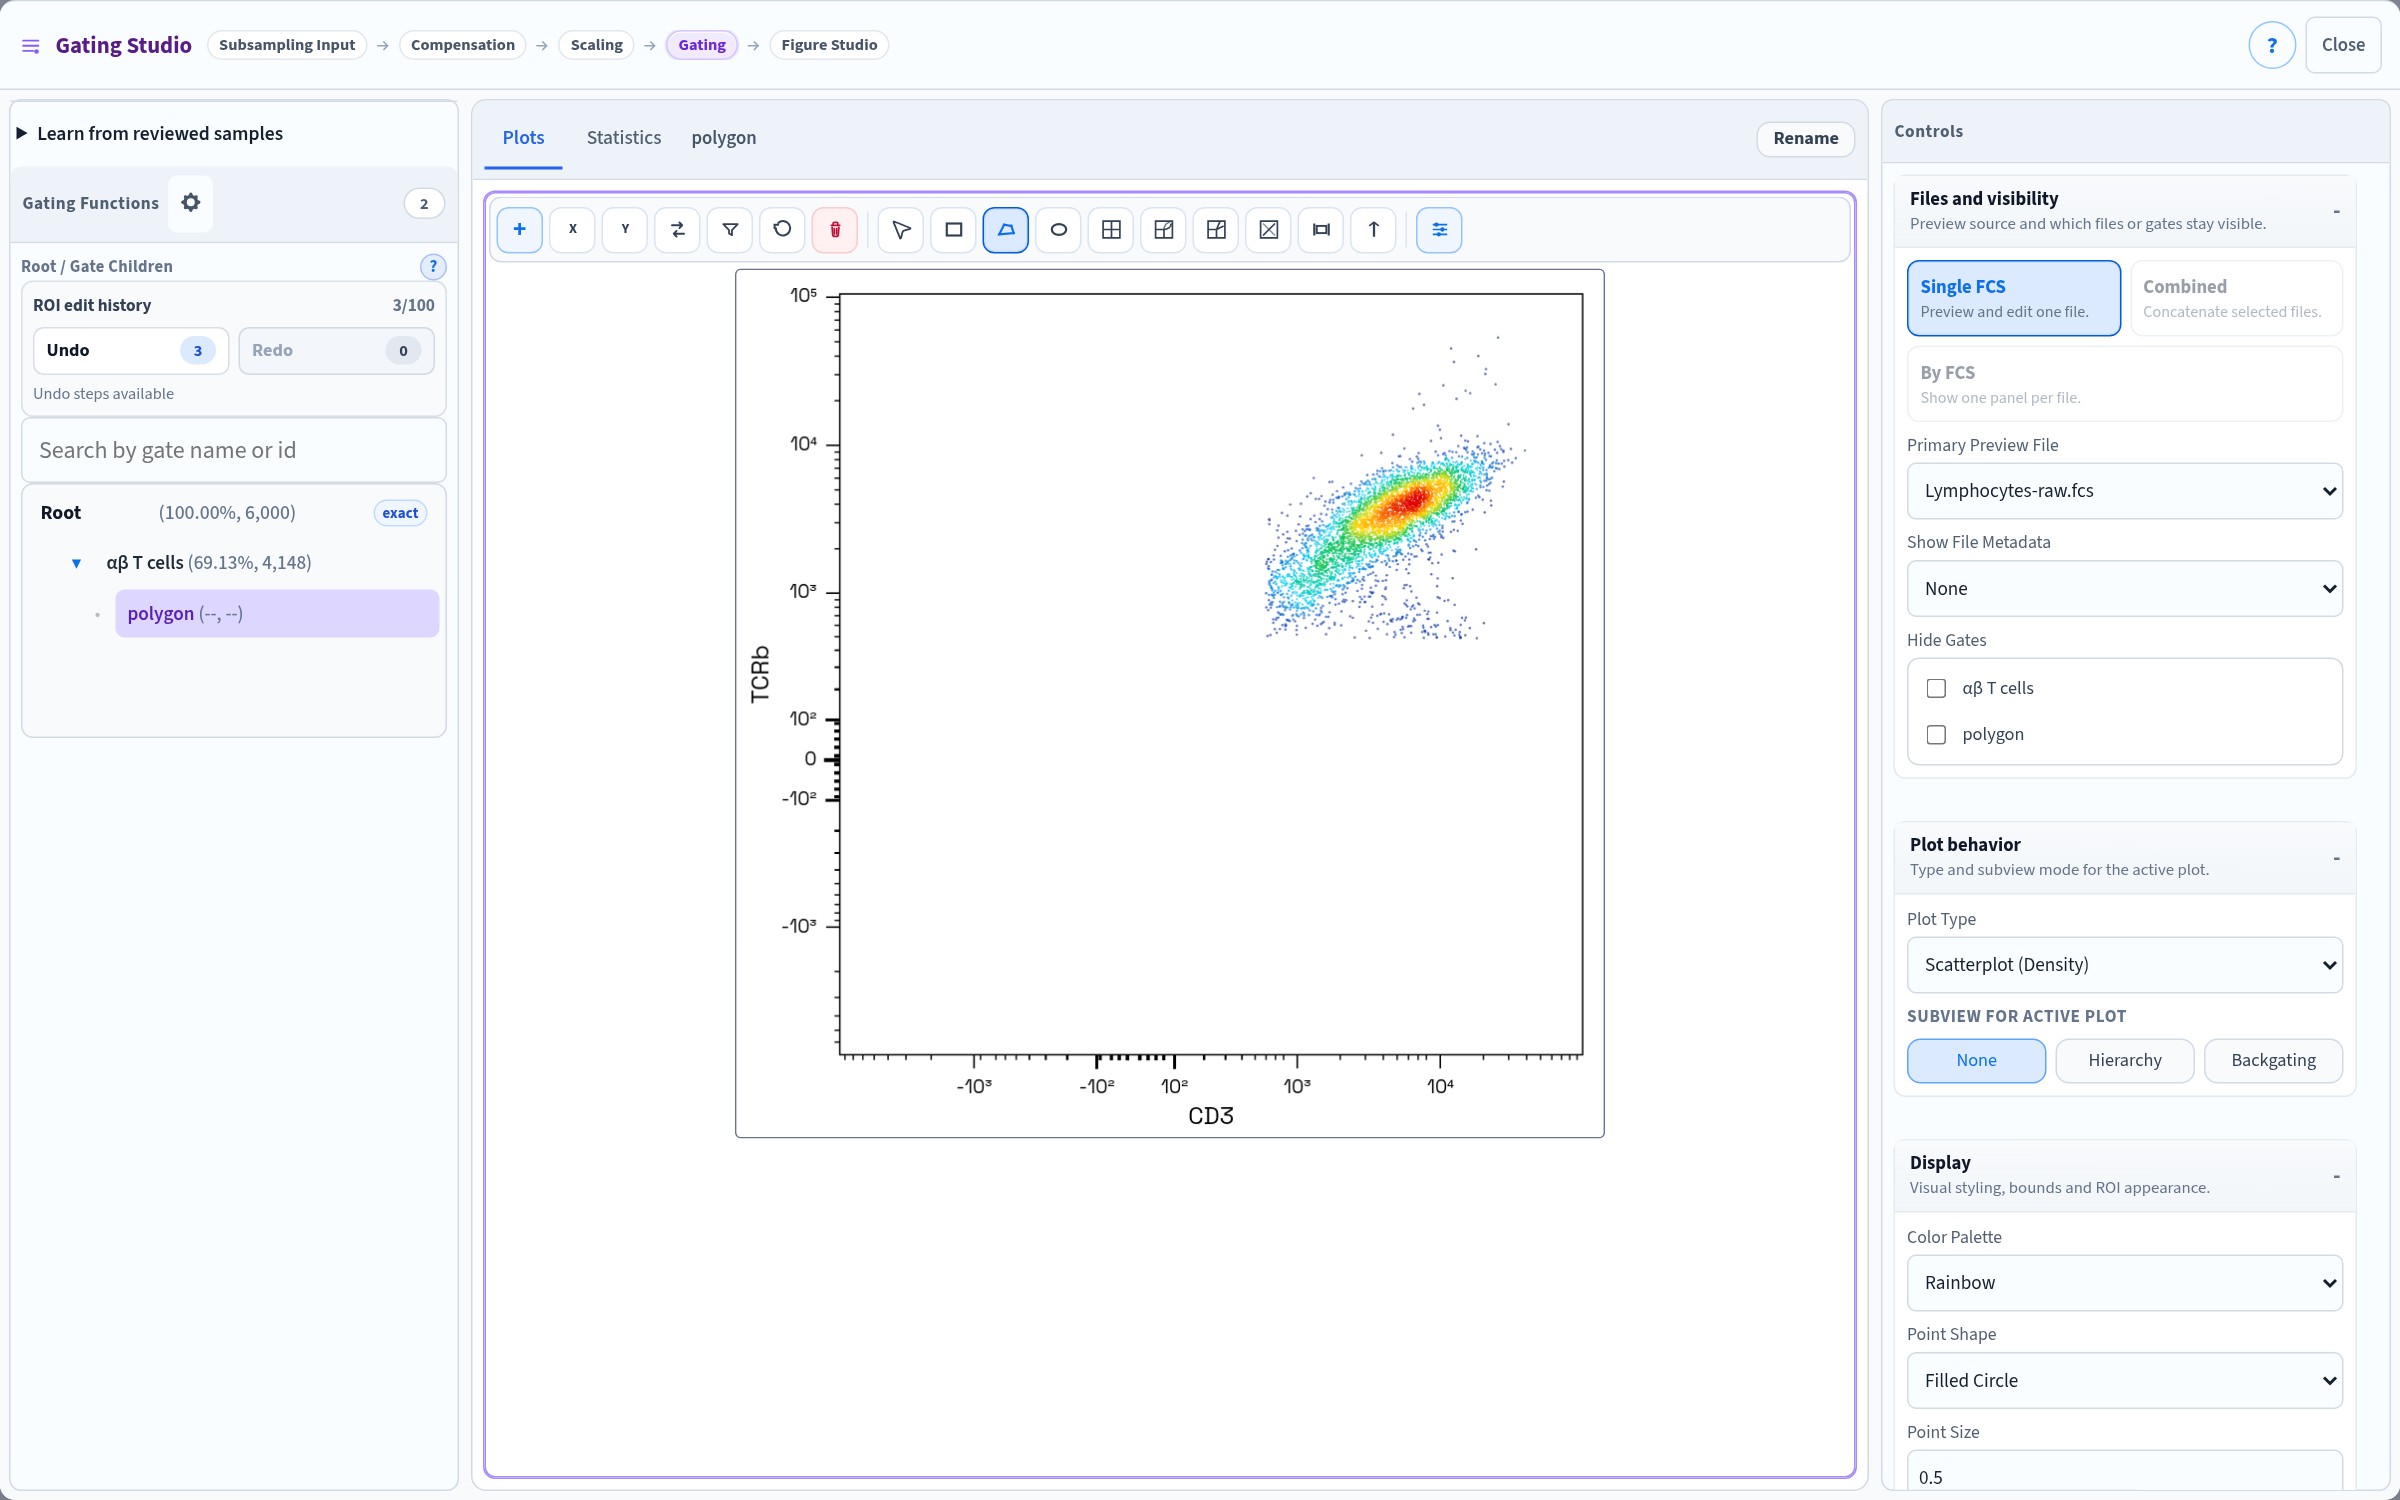 Gating Studio
Subsampling Input → Compensation → Scaling → Gating → Figure Studio
? Close
Learn from reviewed samples
Gating Functions 2
Root / Gate Children ?
ROI edit history 3/100
Undo 3 Redo 0
Undo steps available
Search by gate name or id
Root (100.00%, 6,000) exact
αβ T cells (69.13%, 4,148)
polygon (--, --)
Plots Statistics polygon Rename
+ X Y
10⁵
10⁴
10³
TCRb
10²
0
-10²
-10³
-10³ -10² 10² 10³ 10⁴
CD3
Controls
Files and visibility -
Preview source and which files or gates stay visible.
Single FCS
Preview and edit one file.
Combined
Concatenate selected files.
By FCS
Show one panel per file.
Primary Preview File
Lymphocytes-raw.fcs
Show File Metadata
None
Hide Gates
αβ T cells
polygon
Plot behavior -
Type and subview mode for the active plot.
Plot Type
Scatterplot (Density)
SUBVIEW FOR ACTIVE PLOT
None Hierarchy Backgating
Display -
Visual styling, bounds and ROI appearance.
Color Palette
Rainbow
Point Shape
Filled Circle
Point Size
0.5